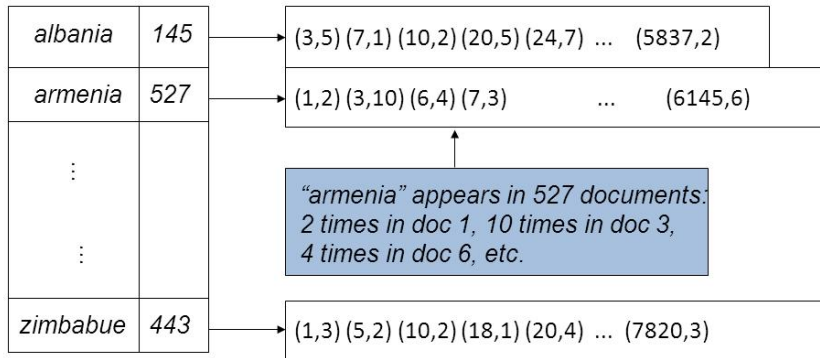 albania 145 (3,5) (7,1) (10,2) (20,5) (24,7) ... (5837,2)
armenia 527 (1,2) (3,10) (6,4) (7,3) ... (6145,6)
⋮
"armenia" appears in 527 documents:
2 times in doc 1, 10 times in doc 3,
4 times in doc 6, etc.
⋮
zimbabue 443 (1,3) (5,2) (10,2) (18,1) (20,4) ... (7820,3)